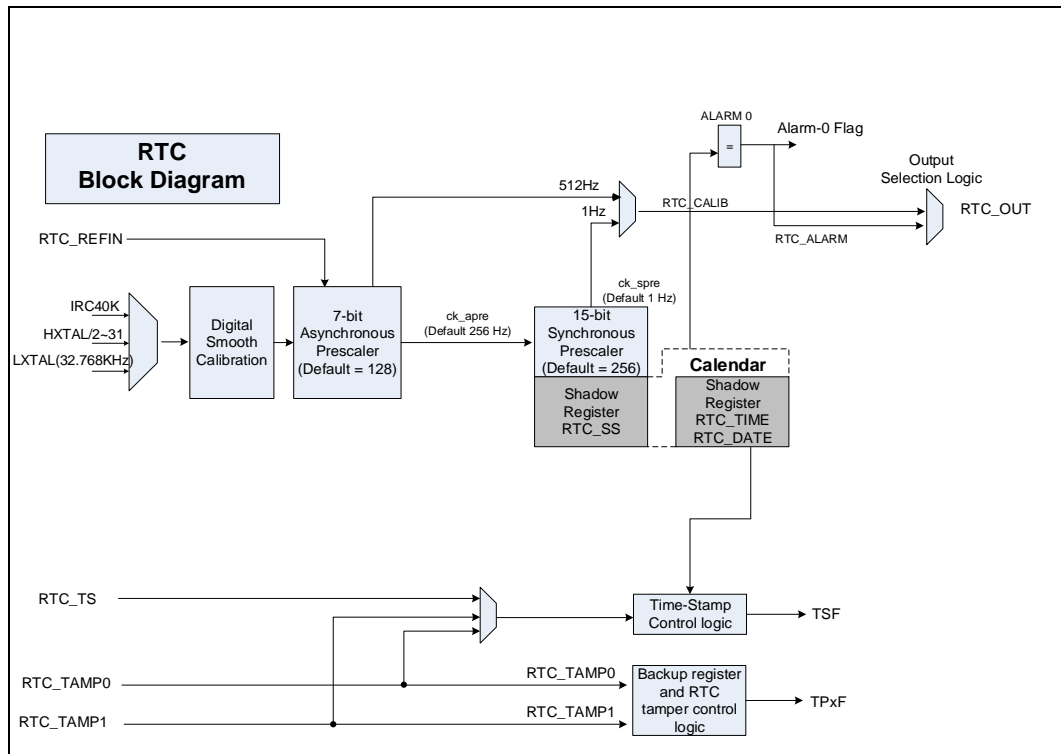 RTC
Block Diagram
ALARM 0
=
Alarm-0 Flag
Output
Selection Logic
RTC_OUT
512Hz
1Hz
RTC_CALIB
RTC_ALARM
RTC_REFIN
IRC40K
HXTAL/2~31
LXTAL(32.768KHz)
Digital
Smooth
Calibration
7-bit
Asynchronous
Prescaler
(Default = 128)
ck_apre
(Default 256 Hz)
ck_spre
(Default 1 Hz)
15-bit
Synchronous
Prescaler
(Default = 256)
Shadow
Register
RTC_SS
Calendar
Shadow
Register
RTC_TIME
RTC_DATE
RTC_TS
Time-Stamp
Control logic
TSF
RTC_TAMP0
RTC_TAMP0
RTC_TAMP1
RTC_TAMP1
Backup register
and RTC
tamper control
logic
TPxF